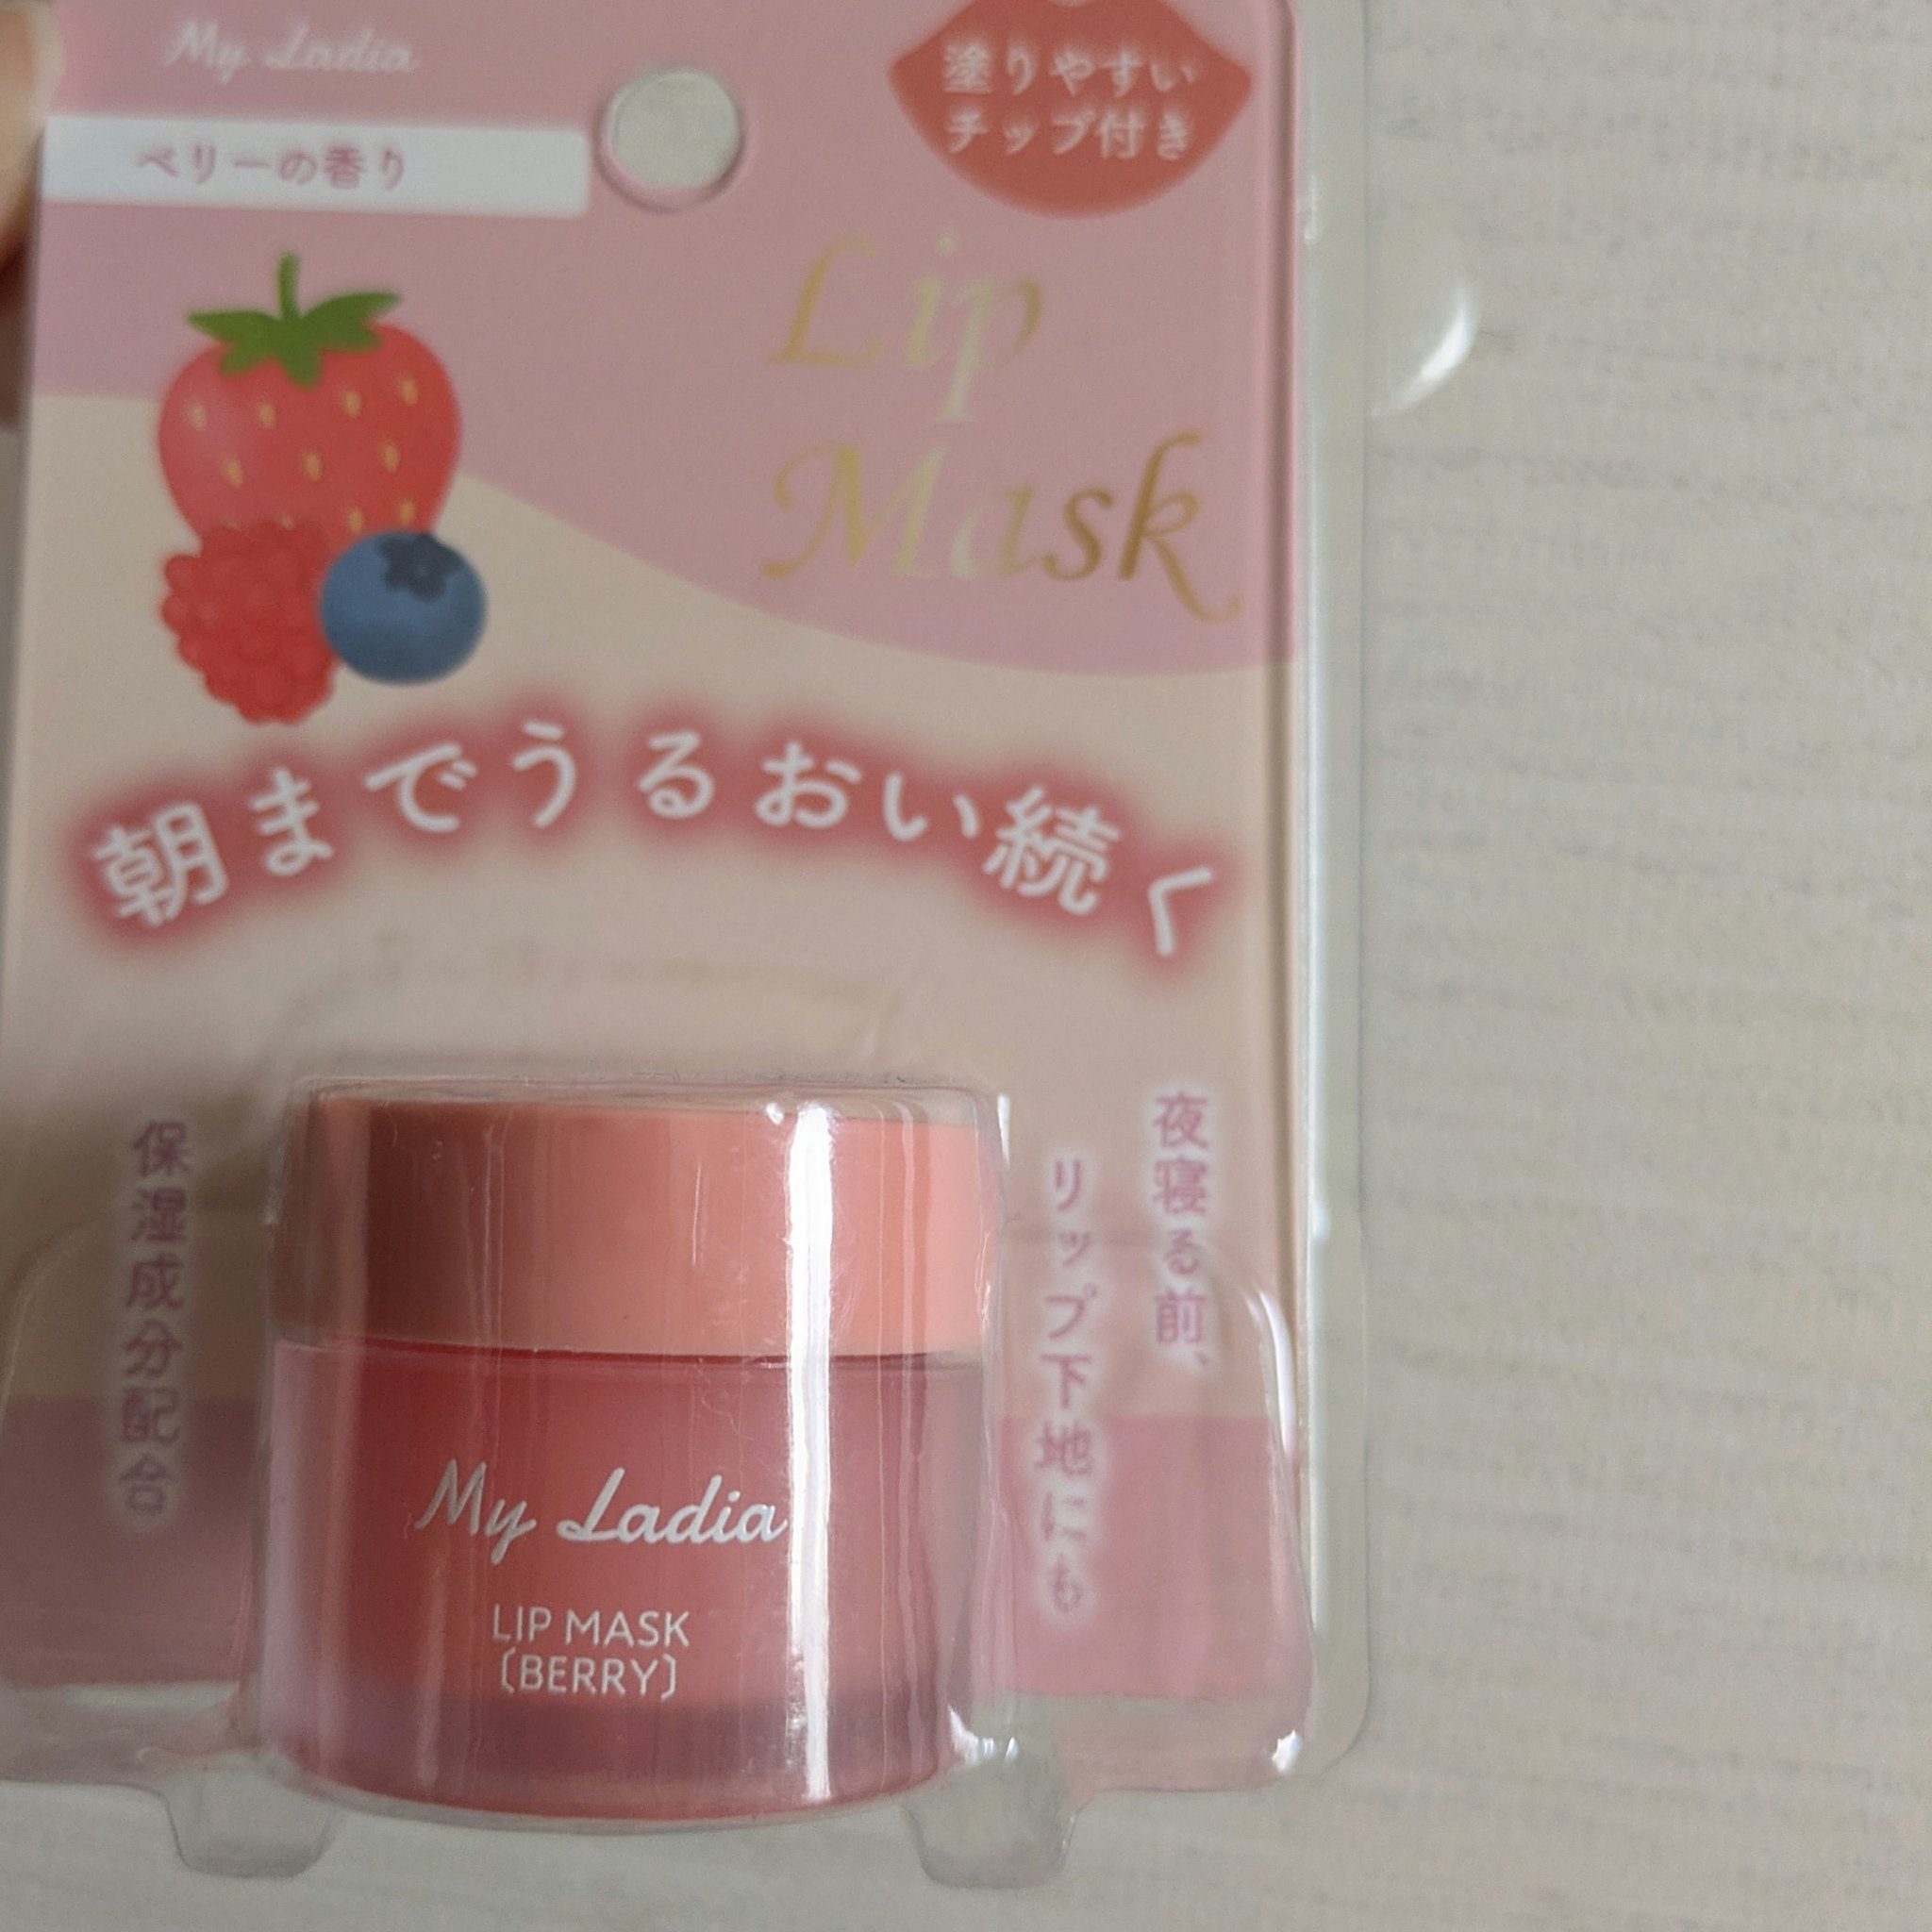 My Ladia
塗りやすい
チップ付き
ベリーの香り
Lip
Mask
朝までうるおい続く
夜寝る前、
リップ下地にも
保湿成分配合
My Ladia
LIP MASK
〔BERRY〕